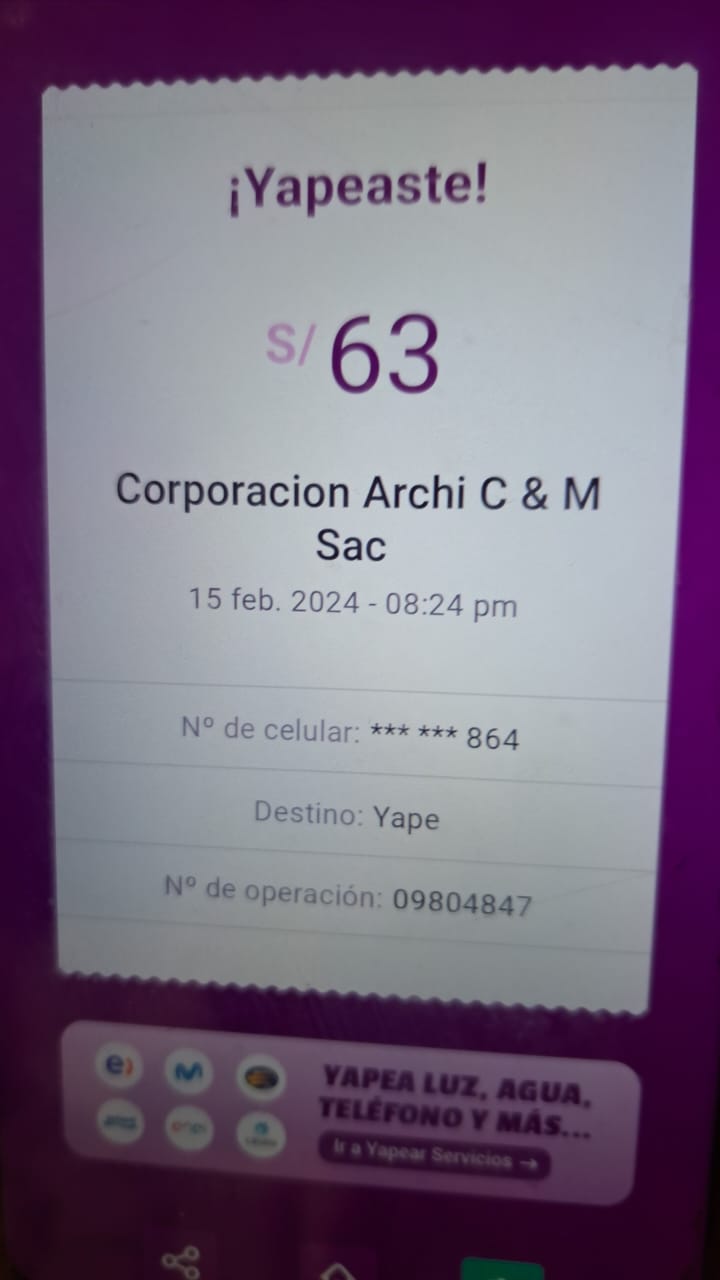 ¡Yapeaste!
S/ 63
Corporacion Archi C & M
Sac
15 feb. 2024 - 08:24 pm
Nº de celular: *** *** 864
Destino: Yape
Nº de operación: 09804847
e)
YAPEA LUZ, AGUA,
TELÉFONO Y MÁS...
Ir a Yapear Servicios →